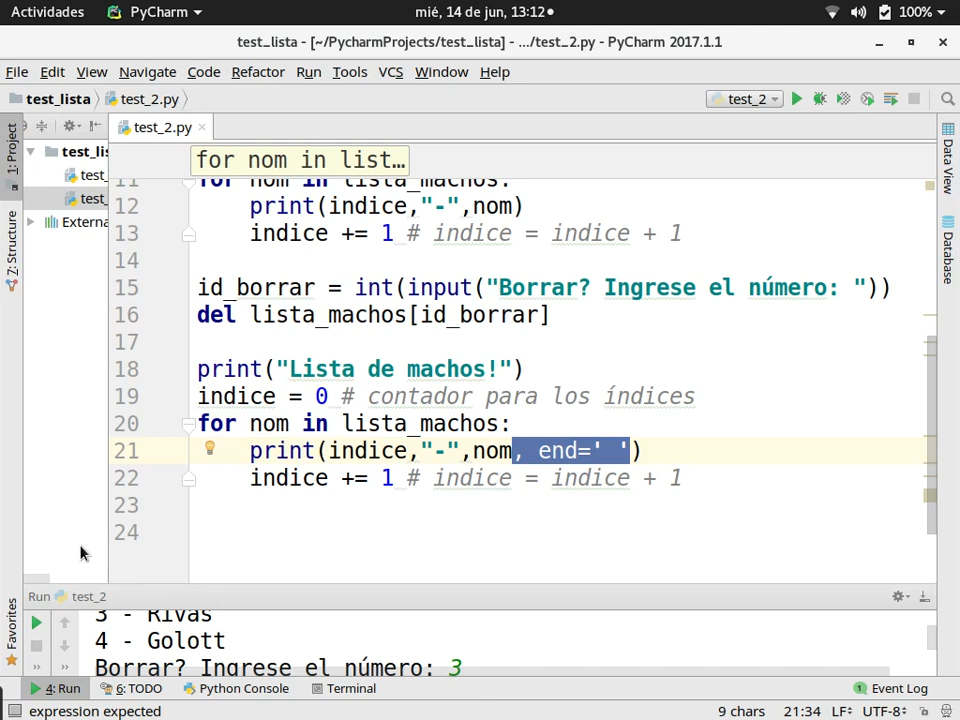 Actividades PyCharm mié, 14 de jun, 13:12 100%
test_lista - [~/PycharmProjects/test_lista] - .../test_2.py - PyCharm 2017.1.1
File Edit View Navigate Code Refactor Run Tools VCS Window Help
test_lista test_2.py test_2
1: Project
test_2.py
test_lis
test_
test_
Externa
Z: Structure
Favorites
Data View
Database
for nom in list…
11 for nom in lista_machos:
12 print(indice,"-",nom)
13 indice += 1 # indice = indice + 1
14
15 id_borrar = int(input("Borrar? Ingrese el número: "))
16 del lista_machos[id_borrar]
17
18 print("Lista de machos!")
19 indice = 0 # contador para los índices
20 for nom in lista_machos:
21 print(indice,"-",nom, end=' ')
22 indice += 1 # indice = indice + 1
23
24
Run test_2
3 - Rivas
4 - Golott
Borrar? Ingrese el número: 3
4: Run 6: TODO Python Console Terminal 1 Event Log
expression expected 9 chars 21:34 LF UTF-8